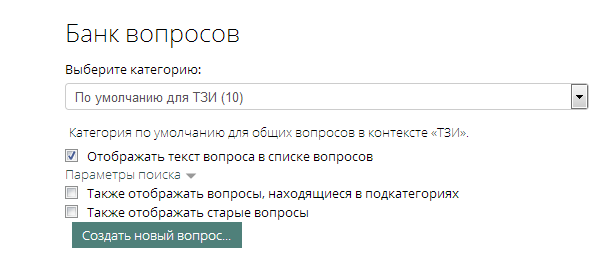 Банк вопросов
Выберите категорию:
По умолчанию для ТЗИ (10)
Категория по умолчанию для общих вопросов в контексте «ТЗИ».
Отображать текст вопроса в списке вопросов
Параметры поиска
Также отображать вопросы, находящиеся в подкатегориях
Также отображать старые вопросы
Создать новый вопрос...